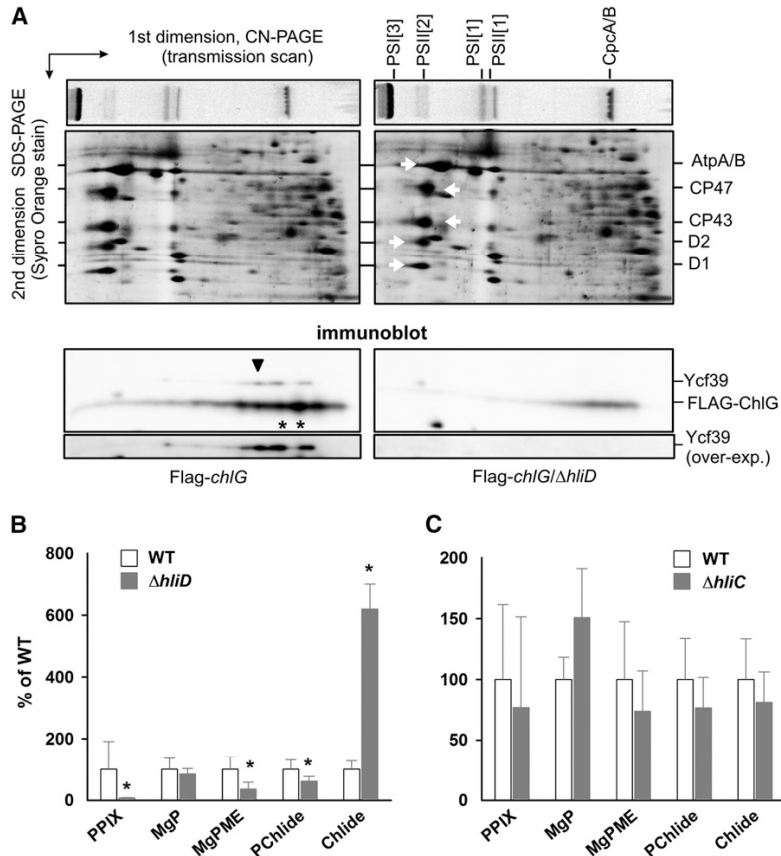 A
1st dimension, CN-PAGE
(transmission scan)
PSI[3]
PSII[2]
PSI[1]
PSII[1]
CpcA/B
2nd dimension SDS-PAGE
(Sypro Orange stain)
AtpA/B
CP47
CP43
D2
D1
immunoblot
Ycf39
FLAG-ChlG
* *
Ycf39
(over-exp.)
Flag-chlG
Flag-chlG/ΔhliD
B
800
600
400
200
0
% of WT
WT
ΔhliD
*
*
*
*
PPIX
MgP
MgPME
PChlide
Chlide
C
200
150
100
50
0
WT
ΔhliC
PPIX
MgP
MgPME
PChlide
Chlide